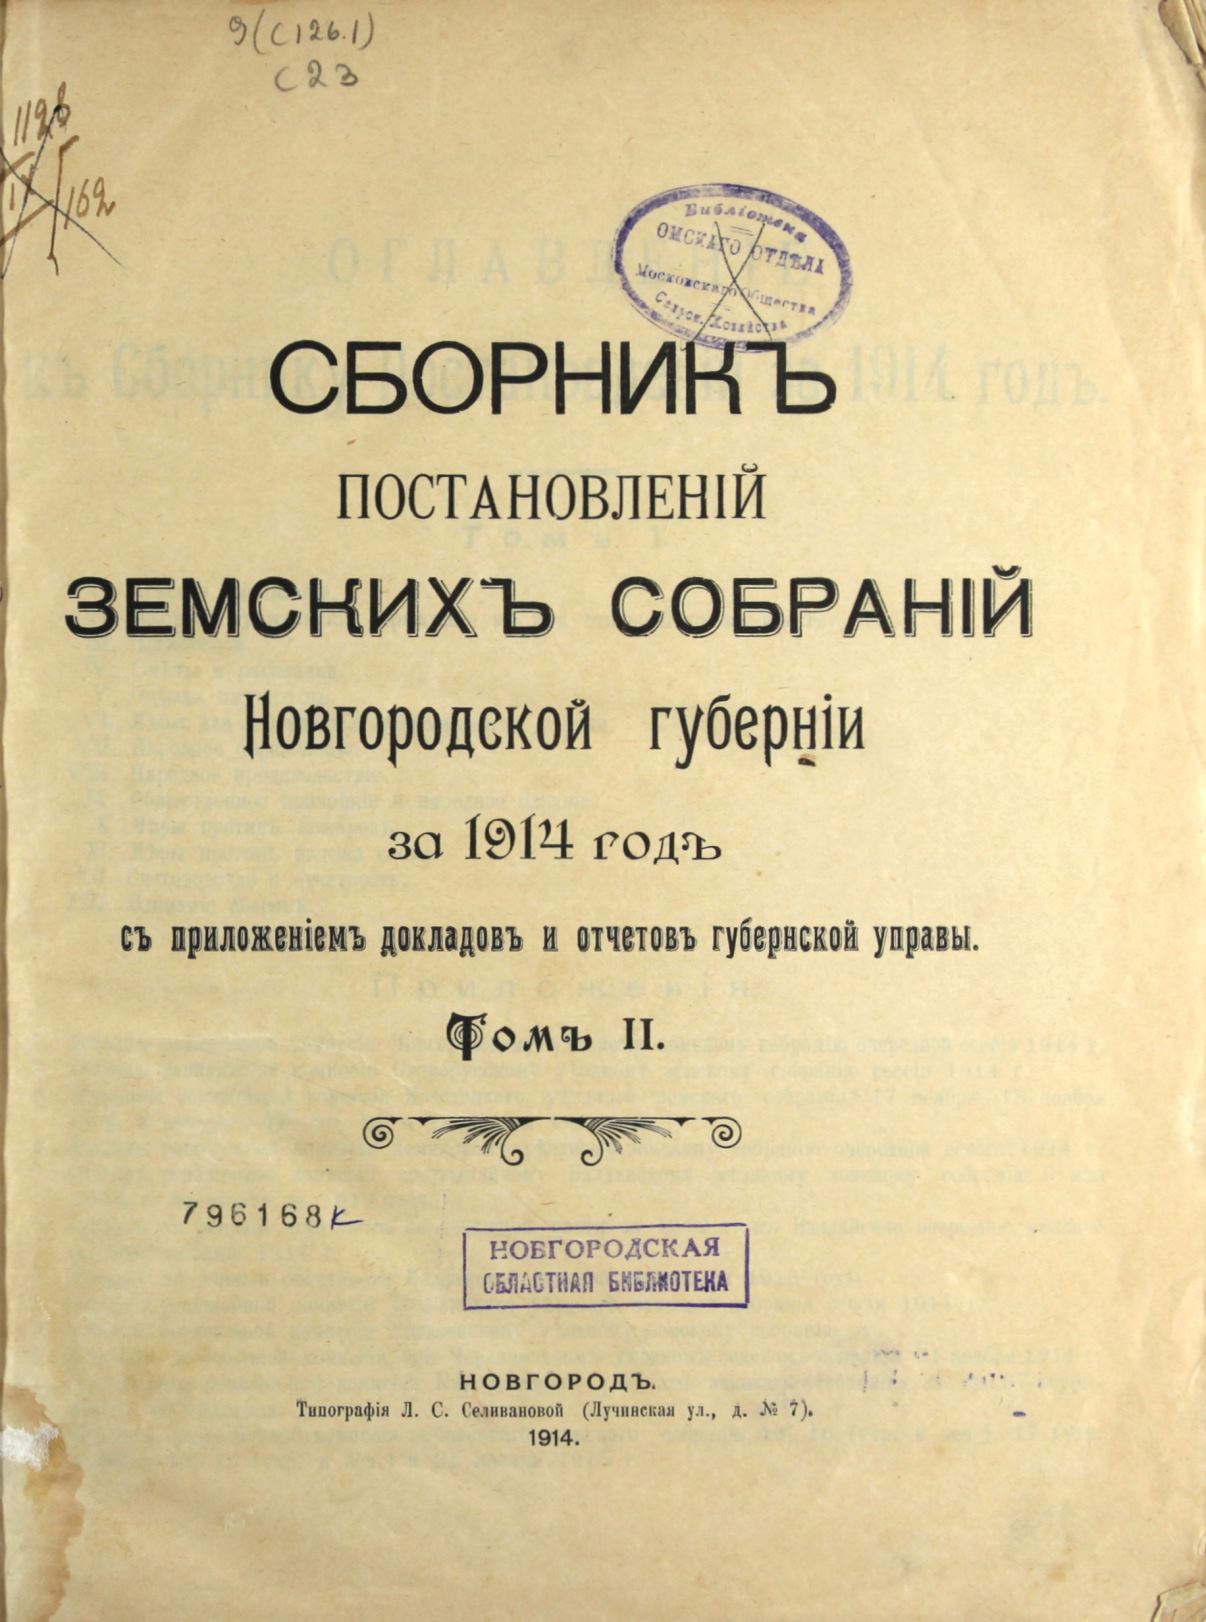 9(С126.1)
С23
1126
IV
162
Библіотека
ОМСКАГО ОТДѢЛА
Московскаго Общества
Сельск. Хозяйства
СБОРНИКЪ
ПОСТАНОВЛЕНІЙ
ЗЕМСКИХЪ СОБРАНІЙ
Новгородской губерніи
за 1914 годъ
съ приложеніемъ докладовъ и отчетовъ губернской управы.
Томъ II.
796168к
НОВГОРОДСКАЯ
ОБЛАСТНАЯ БИБЛИОТЕКА
НОВГОРОДЪ.
Типографія Л. С. Селивановой (Лучинская ул., д. № 7).
1914.